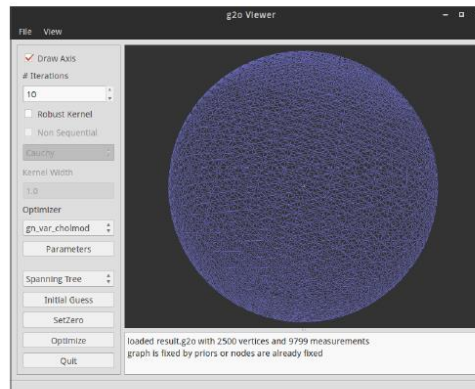 g2o Viewer
File View
Draw Axis
# Iterations
10
Robust Kernel
Non Sequential
Cauchy
Kernel Width
1.0
Optimizer
gn_var_cholmod
Parameters
Spanning Tree
Initial Guess
SetZero
Optimize
Quit
loaded result.g2o with 2500 vertices and 9799 measurements
graph is fixed by priors or nodes are already fixed